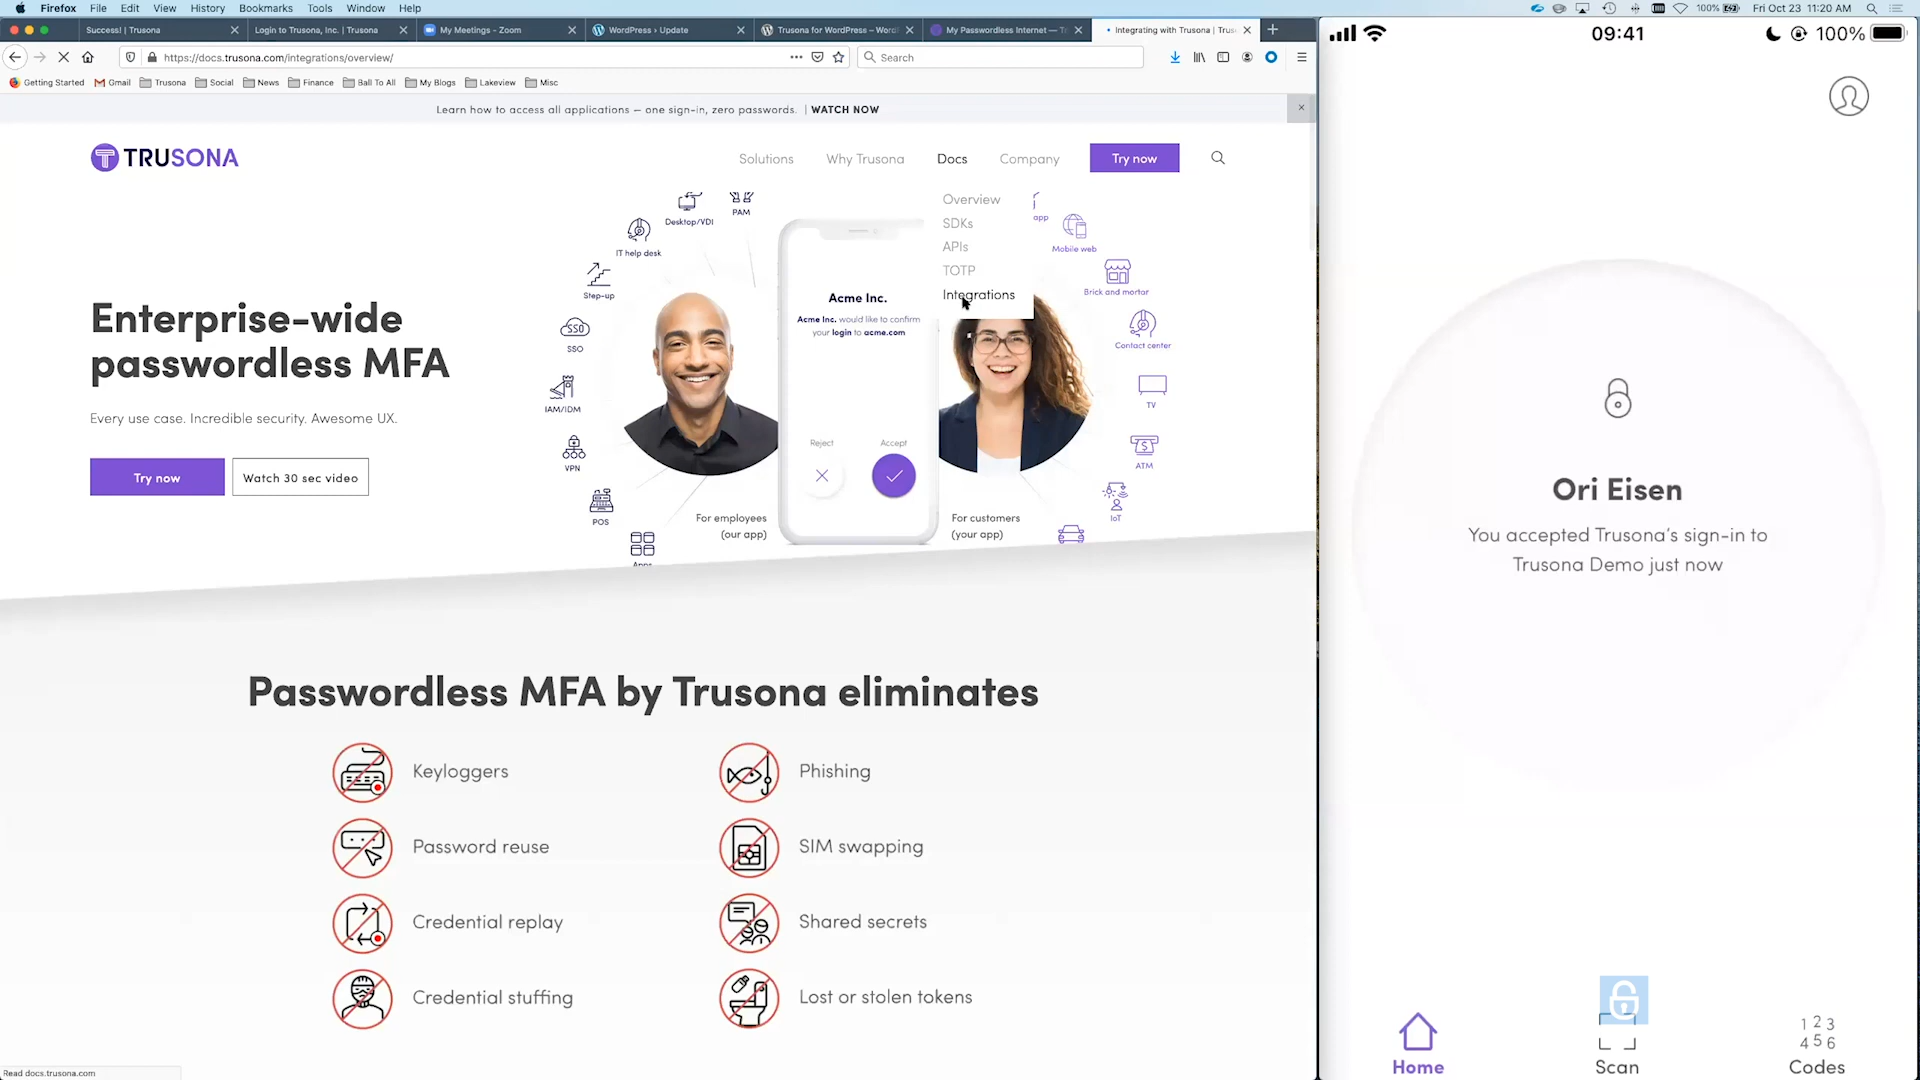 Firefox File Edit View History Bookmarks Tools Window Help
100% Fri Oct 23 11:20 AM
Success! | Trusona
Login to Trusona, Inc. | Trusona
My Meetings - Zoom
WordPress › Update
Trusona for WordPress – Word
My Passwordless Internet — T
Integrating with Trusona | Trus
https://docs.trusona.com/integrations/overview/
Search
Getting Started Gmail Trusona Social News Finance Ball To All My Blogs Lakeview Misc
Learn how to access all applications — one sign-in, zero passwords. | WATCH NOW
TRUSONA
Solutions Why Trusona Docs Company Try now
Overview
SDKs
APIs
TOTP
Integrations
Enterprise-wide
passwordless MFA
Every use case. Incredible security. Awesome UX.
Try now
Watch 30 sec video
PAM
Desktop/VDI
IT help desk
Step-up
SSO
SSO
IAM/IDM
VPN
POS
Apps
Acme Inc.
Acme Inc. would like to confirm
your login to acme.com
Reject Accept
For employees
(our app)
For customers
(your app)
app
Mobile web
Brick and mortar
Contact center
TV
ATM
IoT
Passwordless MFA by Trusona eliminates
Keyloggers
Phishing
Password reuse
SIM swapping
Credential replay
Shared secrets
Credential stuffing
Lost or stolen tokens
Read docs.trusona.com
09:41
100%
Ori Eisen
You accepted Trusona's sign-in to
Trusona Demo just now
1 2 3
4 5 6
Home Scan Codes